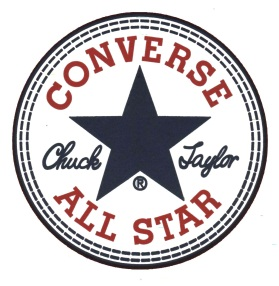 CONVERSE
Chuck Taylor
®
ALL STAR